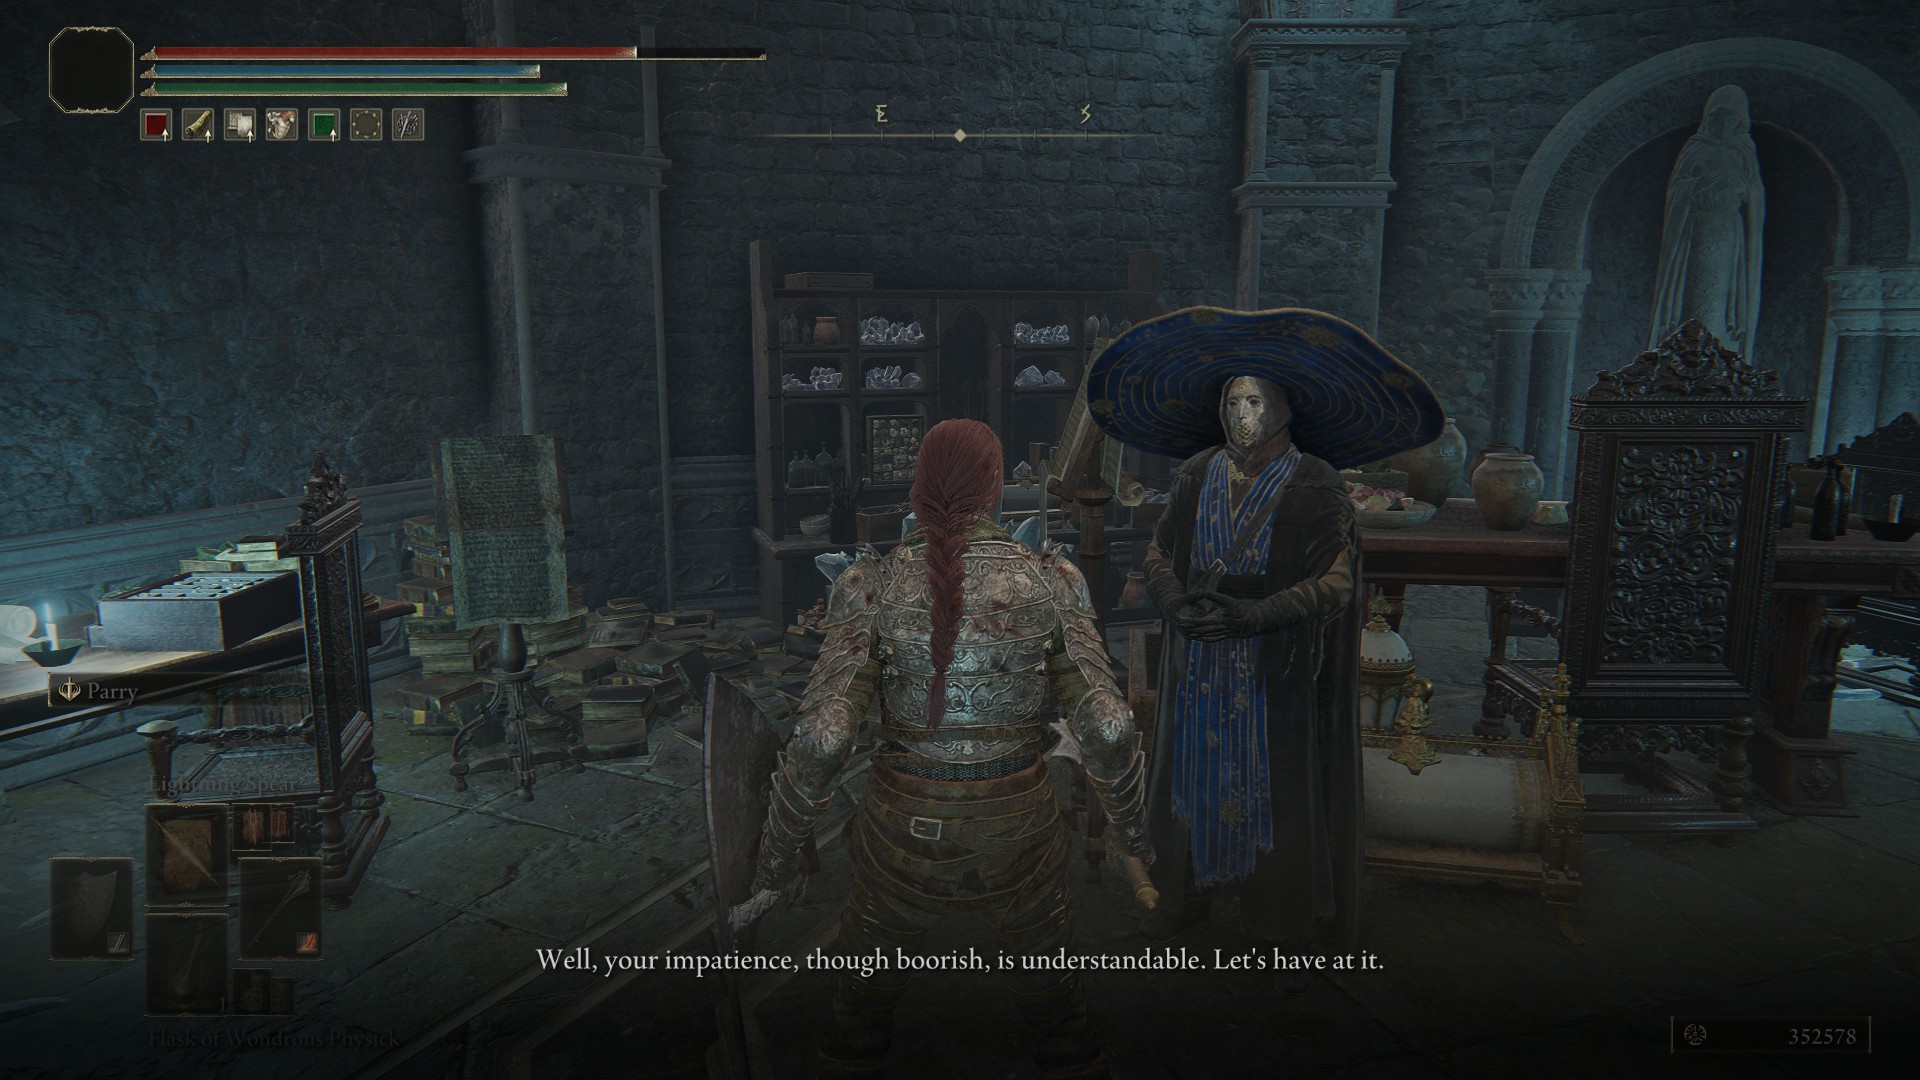 E S
Parry
Lightning Spear
1
Flask of Wondrous Physick
Well, your impatience, though boorish, is understandable. Let's have at it.
352578